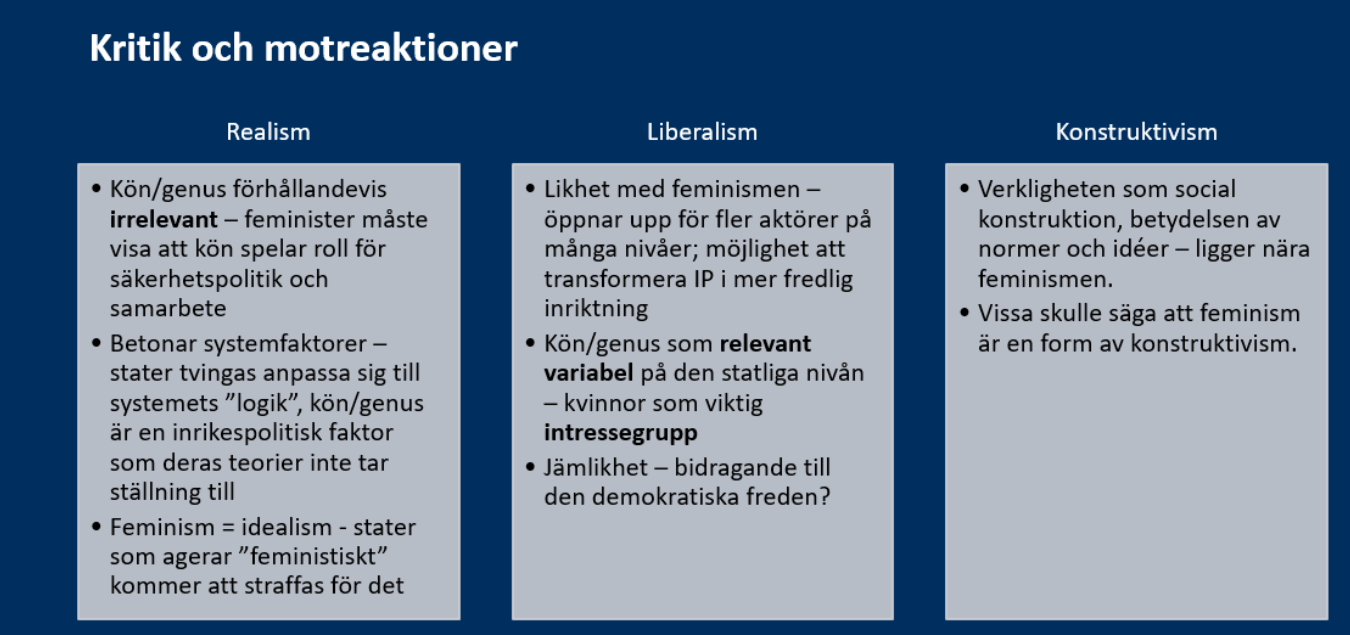 Kritik och motreaktioner
Realism
• Kön/genus förhållandevis
irrelevant – feminister måste
visa att kön spelar roll för
säkerhetspolitik och
samarbete
• Betonar systemfaktorer –
stater tvingas anpassa sig till
systemets ”logik”, kön/genus
är en inrikespolitisk faktor
som deras teorier inte tar
ställning till
• Feminism = idealism - stater
som agerar ”feministiskt”
kommer att straffas för det
Liberalism
• Likhet med feminismen –
öppnar upp för fler aktörer på
många nivåer; möjlighet att
transformera IP i mer fredlig
inriktning
• Kön/genus som relevant
variabel på den statliga nivån
– kvinnor som viktig
intressegrupp
• Jämlikhet – bidragande till
den demokratiska freden?
Konstruktivism
• Verkligheten som social
konstruktion, betydelsen av
normer och idéer – ligger nära
feminismen.
• Vissa skulle säga att feminism
är en form av konstruktivism.